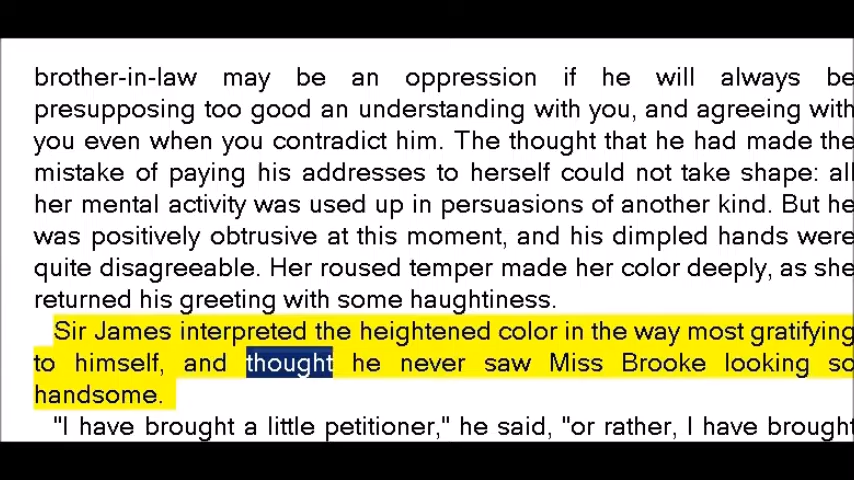 brother-in-law may be an oppression if he will always be
presupposing too good an understanding with you, and agreeing with
you even when you contradict him. The thought that he had made the
mistake of paying his addresses to herself could not take shape: all
her mental activity was used up in persuasions of another kind. But he
was positively obtrusive at this moment, and his dimpled hands were
quite disagreeable. Her roused temper made her color deeply, as she
returned his greeting with some haughtiness.
Sir James interpreted the heightened color in the way most gratifying
to himself, and thought he never saw Miss Brooke looking so
handsome.
"I have brought a little petitioner," he said, "or rather, I have brought